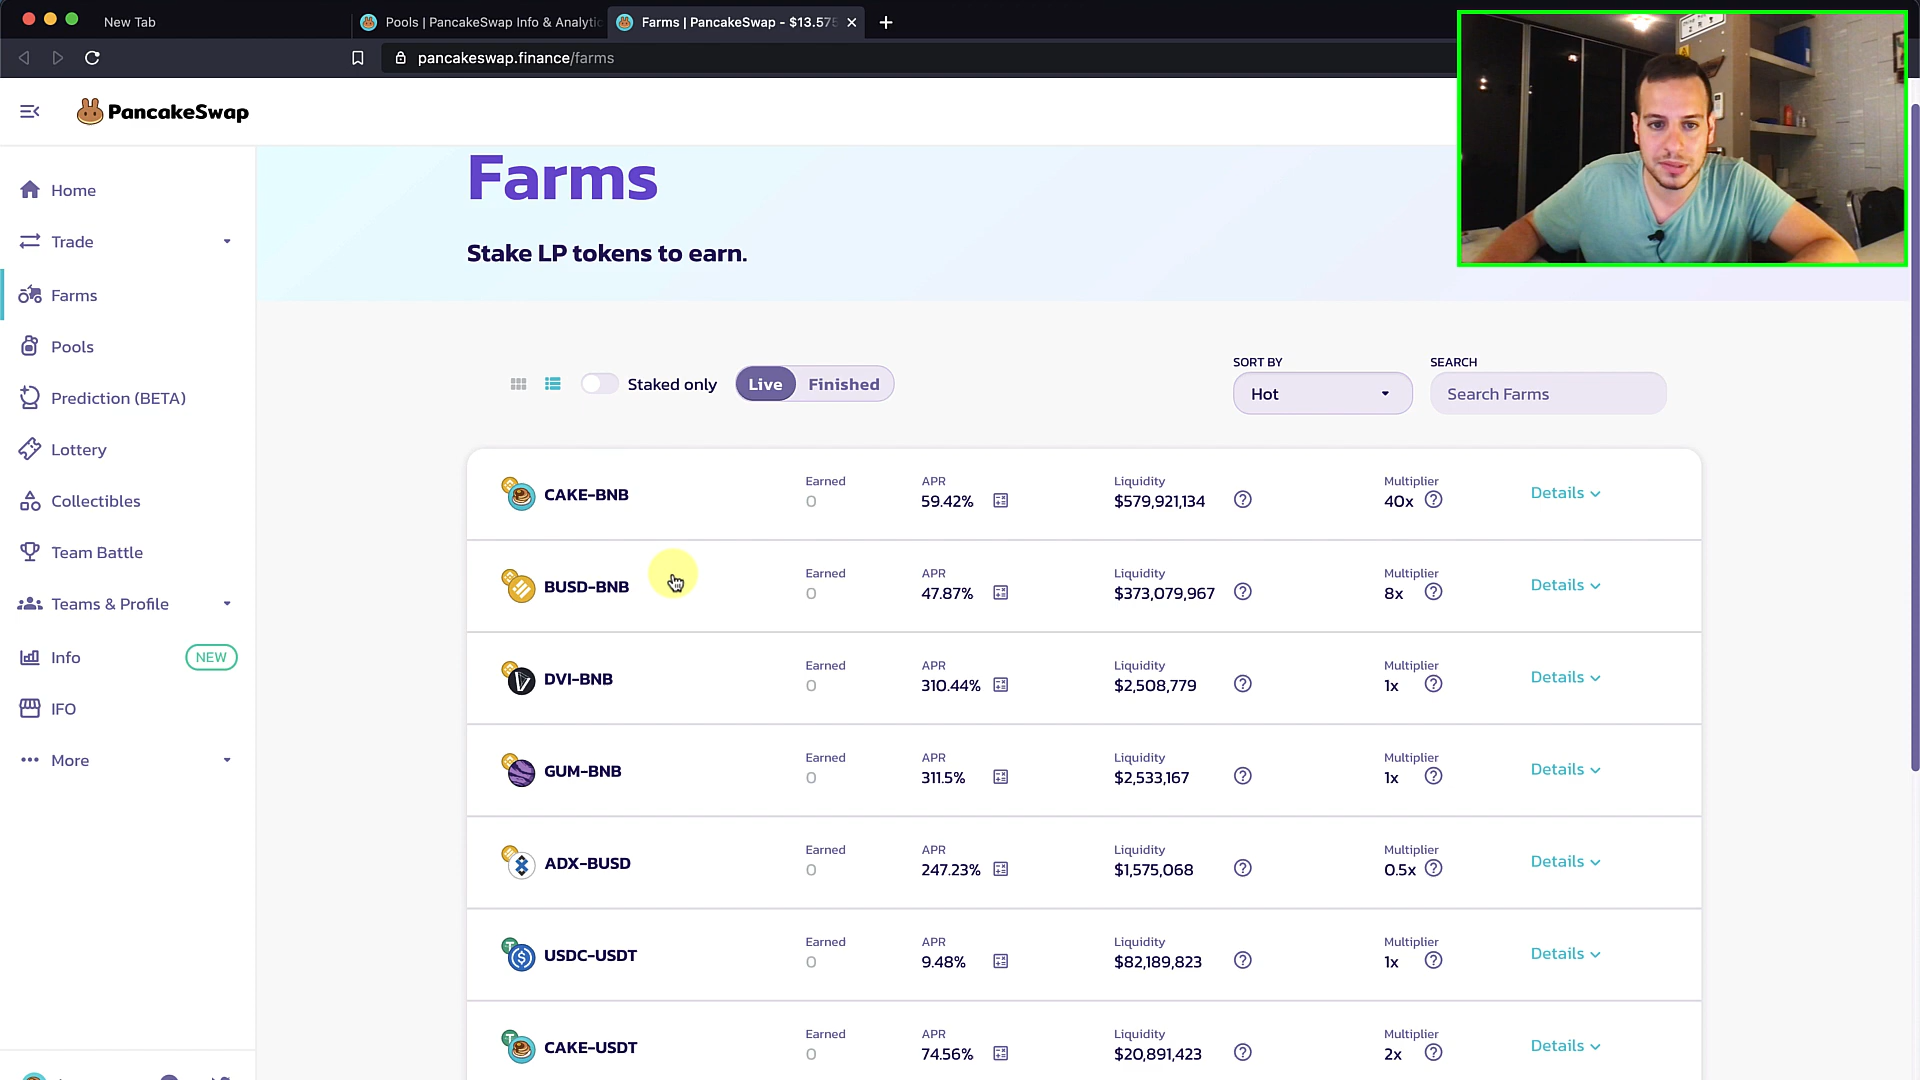 New Tab
Pools | PancakeSwap Info & Analytic
Farms | PancakeSwap - $13.575
pancakeswap.finance/farms
PancakeSwap
Home
Trade
Farms
Pools
Prediction (BETA)
Lottery
Collectibles
Team Battle
Teams & Profile
Info NEW
IFO
More
Farms
Stake LP tokens to earn.
Staked only
Live
Finished
SORT BY
Hot
SEARCH
Search Farms
CAKE-BNB
Earned
0
APR
59.42%
Liquidity
$579,921,134
Multiplier
40x
Details
BUSD-BNB
Earned
0
APR
47.87%
Liquidity
$373,079,967
Multiplier
8x
Details
DVI-BNB
Earned
0
APR
310.44%
Liquidity
$2,508,779
Multiplier
1x
Details
GUM-BNB
Earned
0
APR
311.5%
Liquidity
$2,533,167
Multiplier
1x
Details
ADX-BUSD
Earned
0
APR
247.23%
Liquidity
$1,575,068
Multiplier
0.5x
Details
USDC-USDT
Earned
0
APR
9.48%
Liquidity
$82,189,823
Multiplier
1x
Details
CAKE-USDT
Earned
0
APR
74.56%
Liquidity
$20,891,423
Multiplier
2x
Details